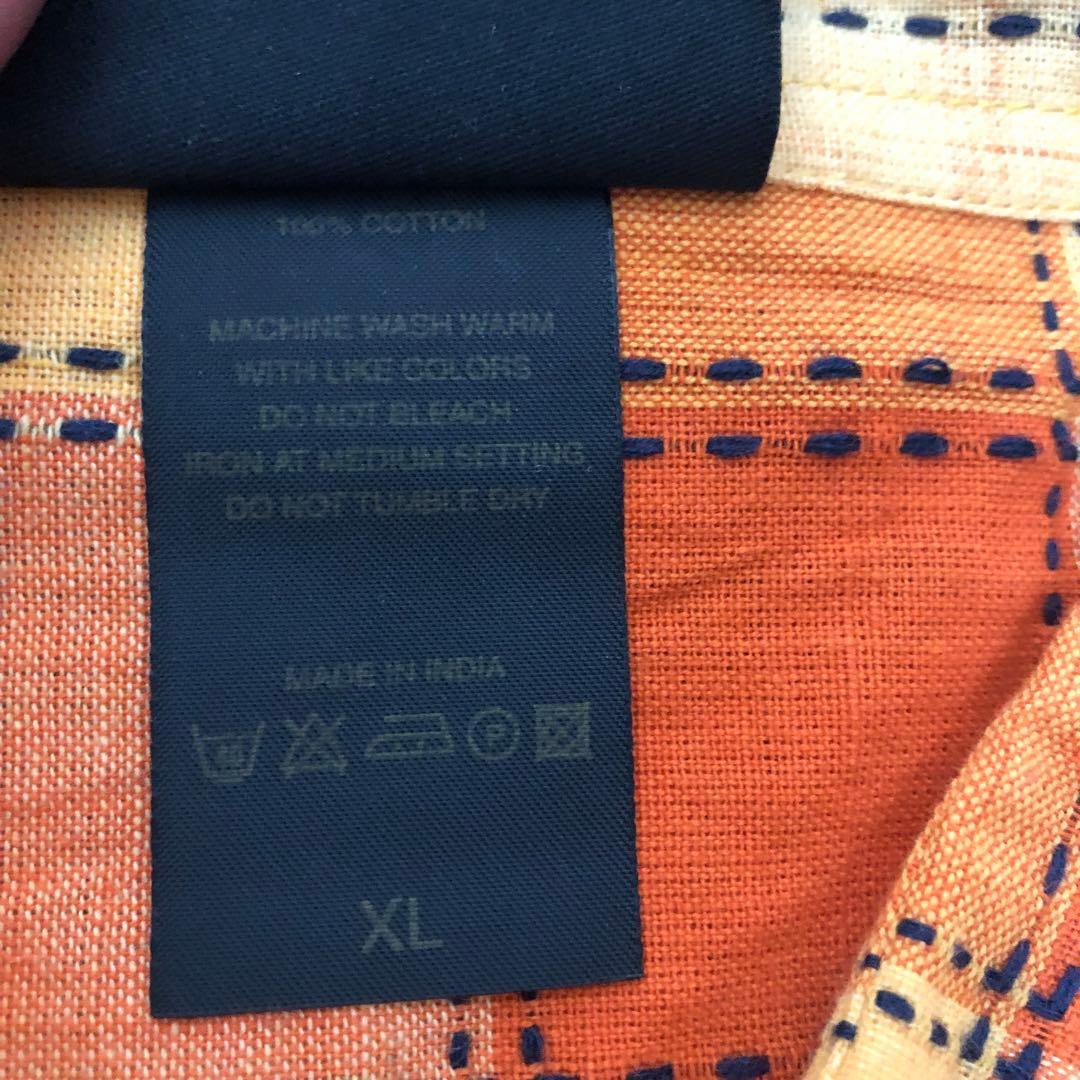 100% COTTON
MACHINE WASH WARM
WITH LIKE COLORS
DO NOT BLEACH
IRON AT MEDIUM SETTING
DO NOT TUMBLE DRY
MADE IN INDIA
P
XL